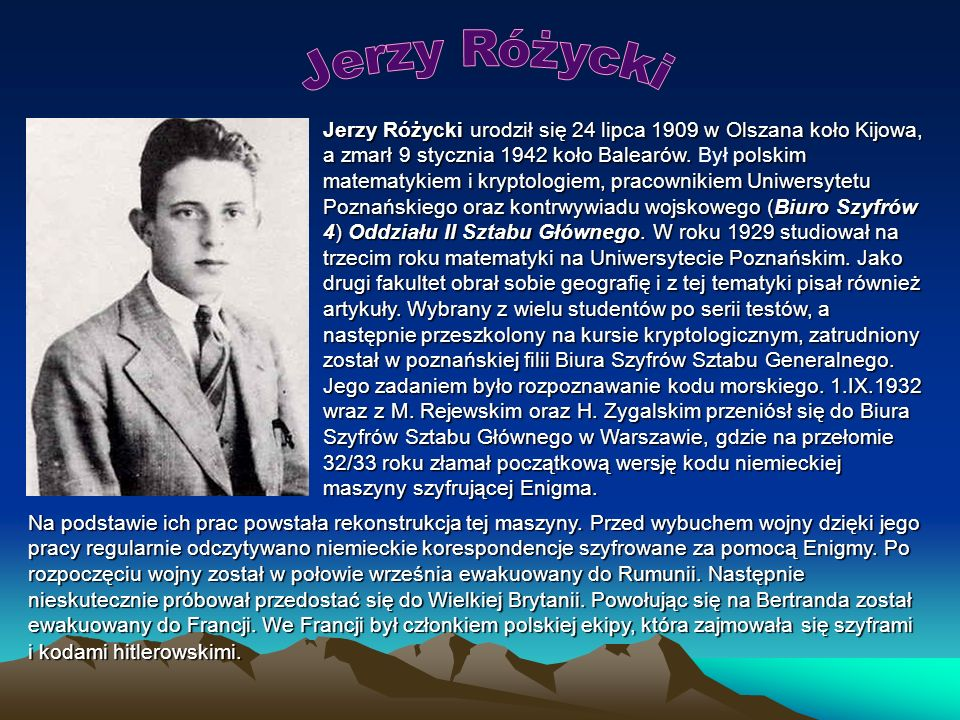 Jerzy Różycki
Jerzy Różycki urodził się 24 lipca 1909 w Olszana koło Kijowa,
a zmarł 9 stycznia 1942 koło Balearów. Był polskim
matematykiem i kryptologiem, pracownikiem Uniwersytetu
Poznańskiego oraz kontrwywiadu wojskowego (Biuro Szyfrów
4) Oddziału II Sztabu Głównego. W roku 1929 studiował na
trzecim roku matematyki na Uniwersytecie Poznańskim. Jako
drugi fakultet obrał sobie geografię i z tej tematyki pisał również
artykuły. Wybrany z wielu studentów po serii testów, a
następnie przeszkolony na kursie kryptologicznym, zatrudniony
został w poznańskiej filii Biura Szyfrów Sztabu Generalnego.
Jego zadaniem było rozpoznawanie kodu morskiego. 1.IX.1932
wraz z M. Rejewskim oraz H. Zygalskim przeniósł się do Biura
Szyfrów Sztabu Głównego w Warszawie, gdzie na przełomie
32/33 roku złamał początkową wersję kodu niemieckiej
maszyny szyfrującej Enigma.
Na podstawie ich prac powstała rekonstrukcja tej maszyny. Przed wybuchem wojny dzięki jego
pracy regularnie odczytywano niemieckie korespondencje szyfrowane za pomocą Enigmy. Po
rozpoczęciu wojny został w połowie września ewakuowany do Rumunii. Następnie
nieskutecznie próbował przedostać się do Wielkiej Brytanii. Powołując się na Bertranda został
ewakuowany do Francji. We Francji był członkiem polskiej ekipy, która zajmowała się szyframi
i kodami hitlerowskimi.